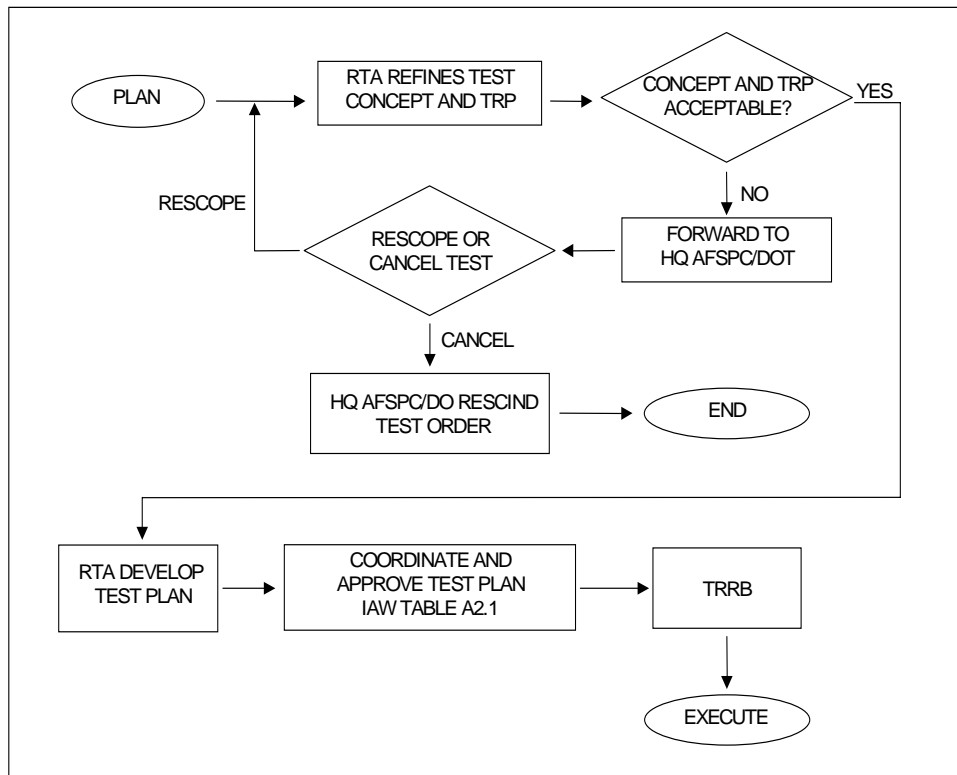 PLAN
RTA REFINES TEST
CONCEPT AND TRP
CONCEPT AND TRP
ACCEPTABLE?
YES
NO
RESCOPE
RESCOPE OR
CANCEL TEST
FORWARD TO
HQ AFSPC/DOT
CANCEL
HQ AFSPC/DO RESCIND
TEST ORDER
END
RTA DEVELOP
TEST PLAN
COORDINATE AND
APPROVE TEST PLAN
IAW TABLE A2.1
TRRB
EXECUTE